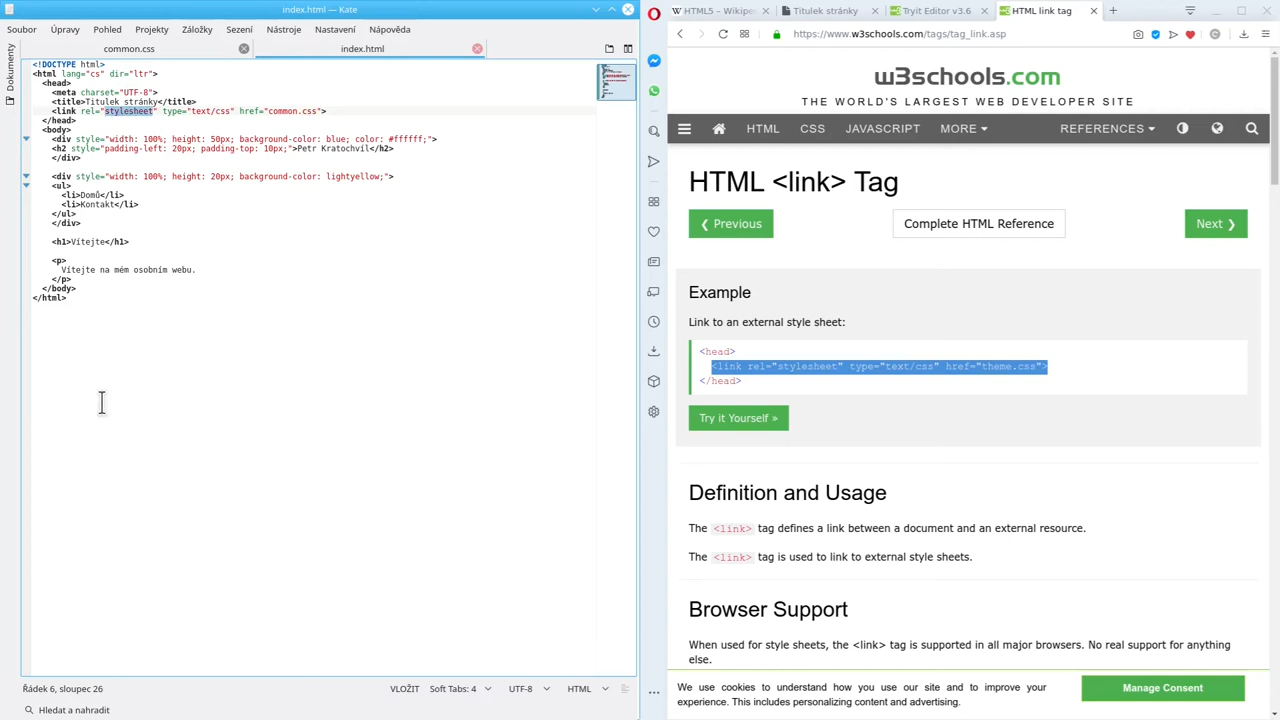 index.html — Kate
Soubor Úpravy Pohled Projekty Záložky Sezení Nástroje Nastavení Nápověda
common.css index.html
Dokumenty
<!DOCTYPE html>
<html lang="cs" dir="ltr">
<head>
<meta charset="UTF-8">
<title>Titulek stránky</title>
<link rel="stylesheet" type="text/css" href="common.css">
</head>
<body>
<div style="width: 100%; height: 50px; background-color: blue; color: #ffffff;">
<h2 style="padding-left: 20px; padding-top: 10px;">Petr Kratochvíl</h2>
</div>
<div style="width: 100%; height: 20px; background-color: lightyellow;">
<ul>
<li>Domů</li>
<li>Kontakt</li>
</ul>
</div>
<h1>Vítejte</h1>
<p>
Vítejte na mém osobním webu.
</p>
</body>
</html>
Řádek 6, sloupec 26 VLOŽIT Soft Tabs: 4 UTF-8 HTML
Hledat a nahradit
HTML5 – Wikipe Titulek stránky Tryit Editor v3.6 HTML link tag
https://www.w3schools.com/tags/tag_link.asp
w3schools.com
THE WORLD'S LARGEST WEB DEVELOPER SITE
HTML CSS JAVASCRIPT MORE REFERENCES
HTML <link> Tag
❮ Previous Complete HTML Reference Next ❯
Example
Link to an external style sheet:
<head>
<link rel="stylesheet" type="text/css" href="theme.css">
</head>
Try it Yourself »
Definition and Usage
The <link> tag defines a link between a document and an external resource.
The <link> tag is used to link to external style sheets.
Browser Support
When used for style sheets, the <link> tag is supported in all major browsers. No real support for anything
else.
We use cookies to understand how you use our site and to improve your
experience. This includes personalizing content and advertising.
Manage Consent